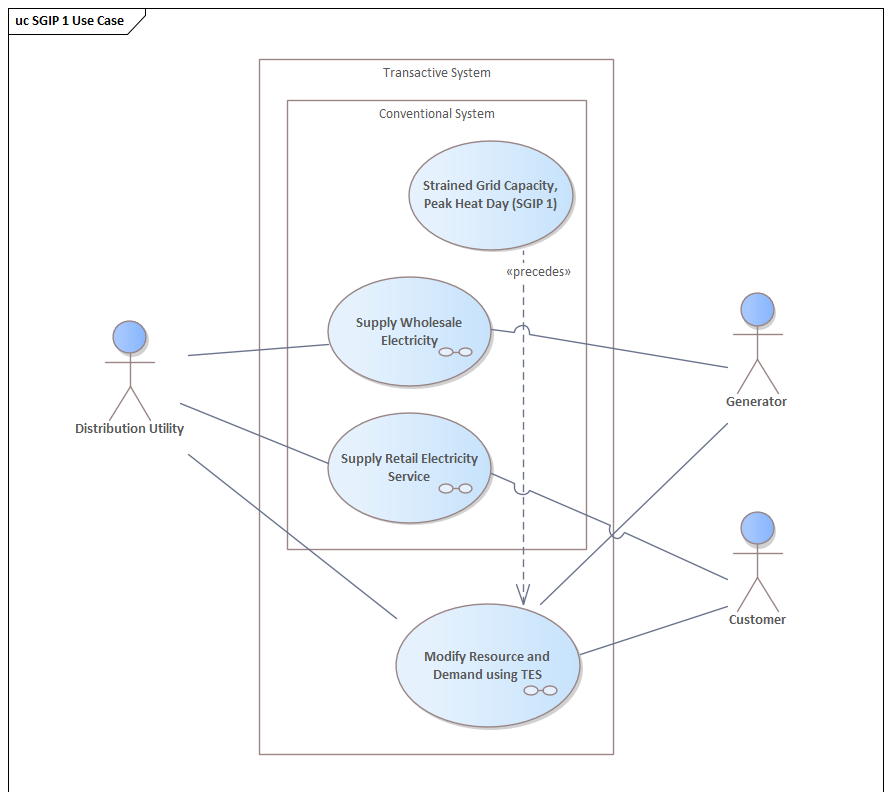 uc SGIP 1 Use Case
Transactive System
Conventional System
Strained Grid Capacity,
Peak Heat Day (SGIP 1)
«precedes»
Supply Wholesale
Electricity
Distribution Utility
Generator
Supply Retail Electricity
Service
Customer
Modify Resource and
Demand using TES